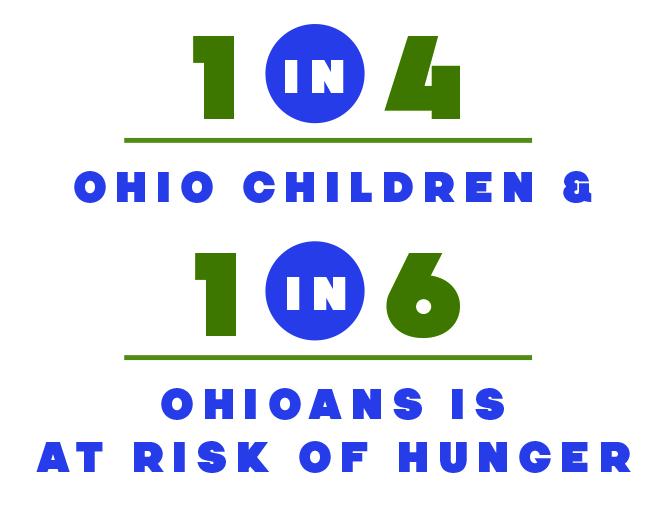 1 IN 4
OHIO CHILDREN &
1 IN 6
OHIOANS IS
AT RISK OF HUNGER